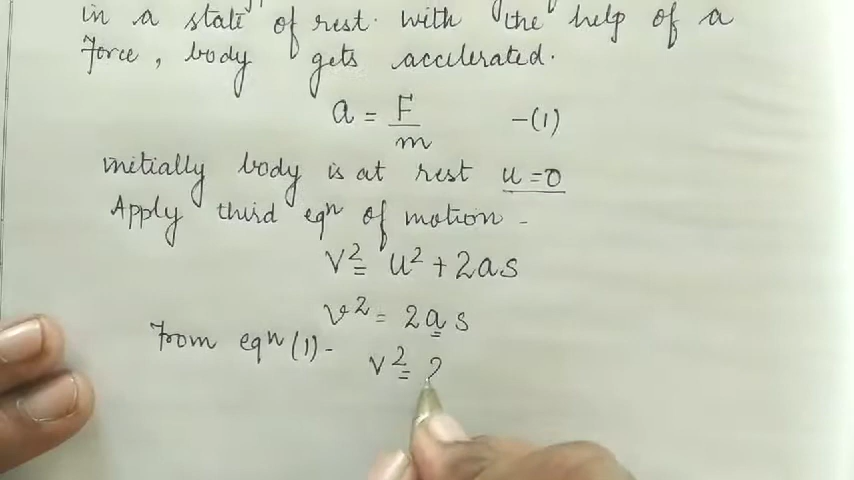 in a state of rest. with the help of a
force, body gets accelerated.
a = F/m -(1)
initially body is at rest u=0
Apply third eqn of motion -
V² = u² + 2as
v² = 2as
From eqn (1) -
v² = 2